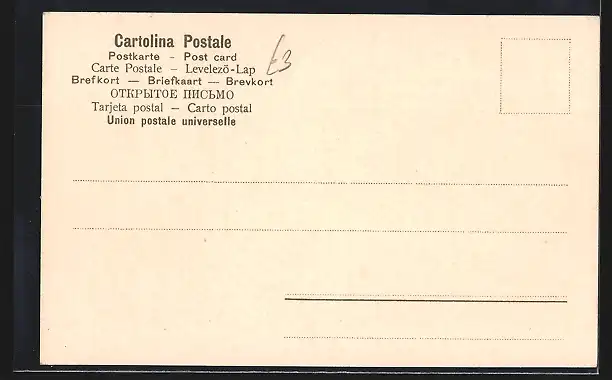 Cartolina Postale
Postkarte - Post card
Carte Postale – Levelező-Lap
Brefkort — Briefkaart — Brevkort
ОТКРЫТОЕ ПИСЬМО
Tarjeta postal — Carto postal
Union postale universelle
£3